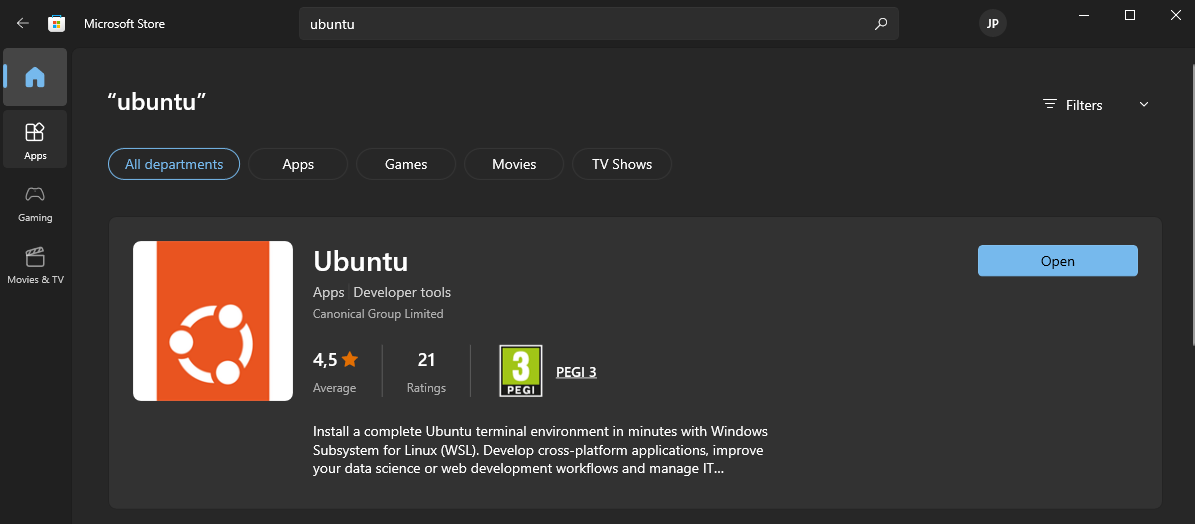 Microsoft Store
ubuntu
JP
Apps
Gaming
Movies & TV
“ubuntu”
Filters
All departments
Apps
Games
Movies
TV Shows
Ubuntu
Apps | Developer tools
Canonical Group Limited
4,5
Average
21
Ratings
3
PEGI
PEGI 3
Open
Install a complete Ubuntu terminal environment in minutes with Windows
Subsystem for Linux (WSL). Develop cross-platform applications, improve
your data science or web development workflows and manage IT...